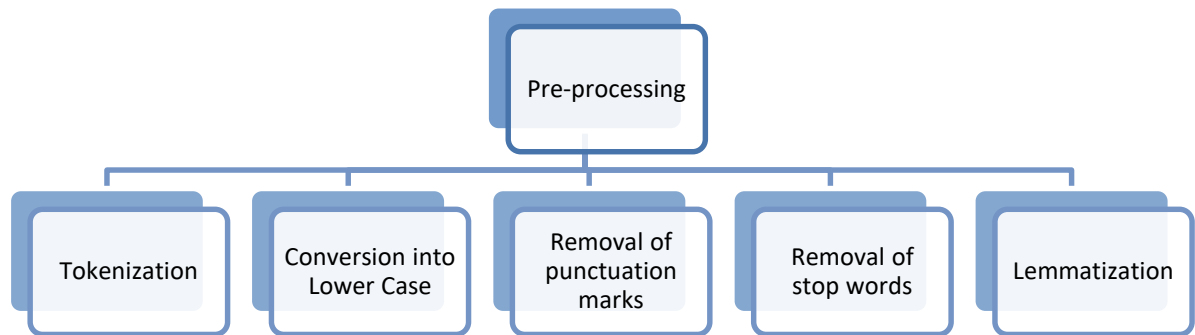 Pre-processing
Tokenization
Conversion into
Lower Case
Removal of
punctuation
marks
Removal of
stop words
Lemmatization